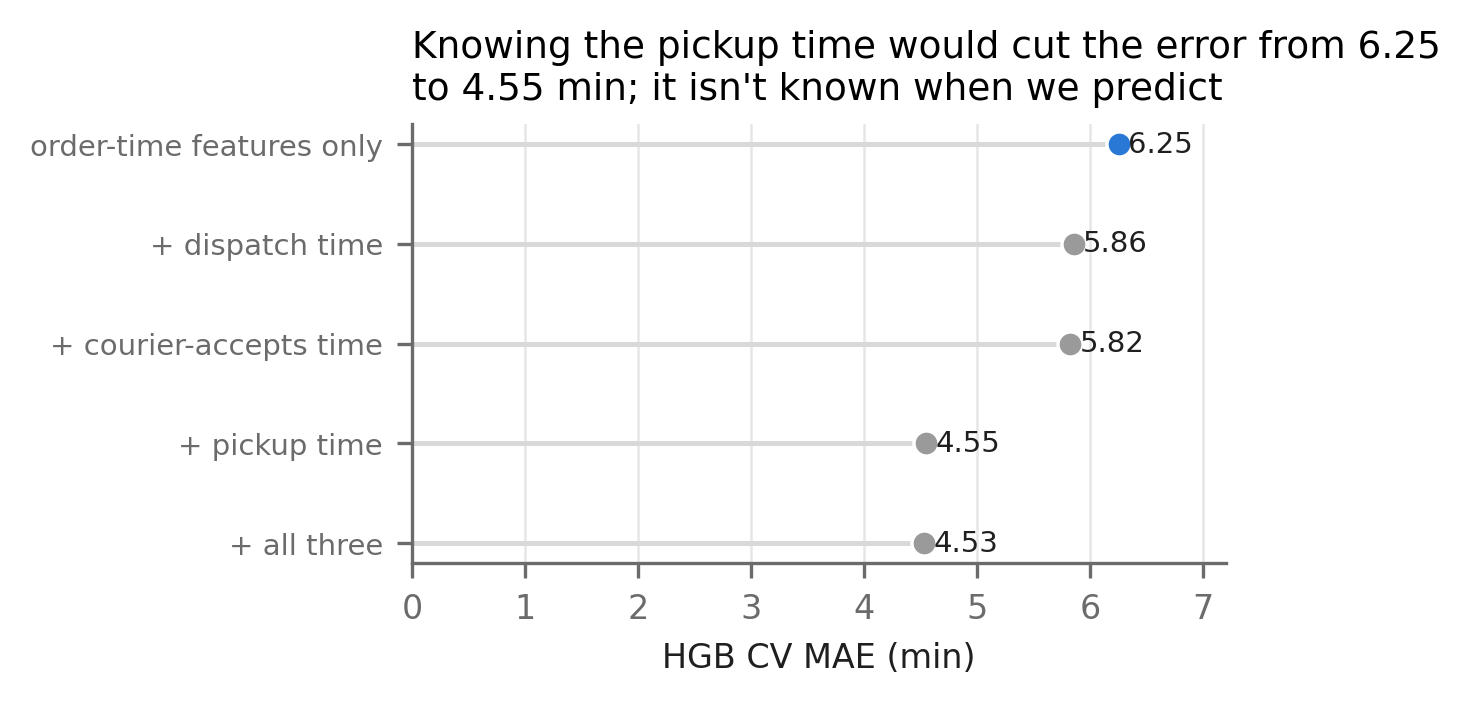 Knowing the pickup time would cut the error from 6.25
to 4.55 min; it isn't known when we predict
order-time features only
6.25
+ dispatch time
5.86
+ courier-accepts time
5.82
+ pickup time
4.55
+ all three
4.53
0 1 2 3 4 5 6 7
HGB CV MAE (min)